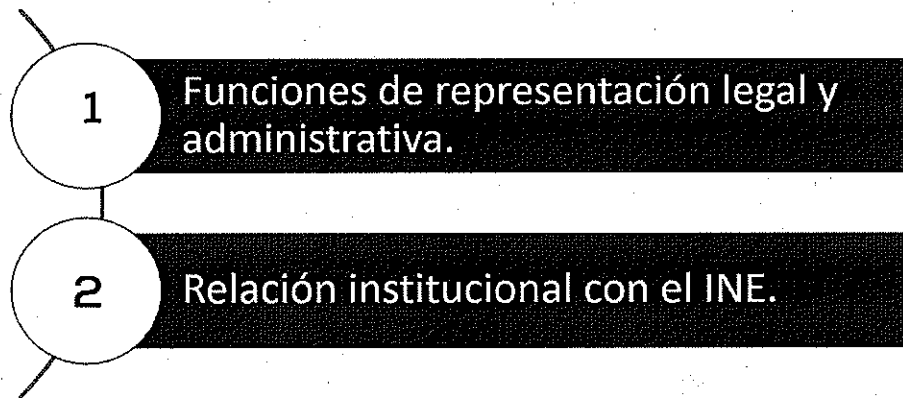 1
Funciones de representación legal y
administrativa.
2
Relación institucional con el INE.